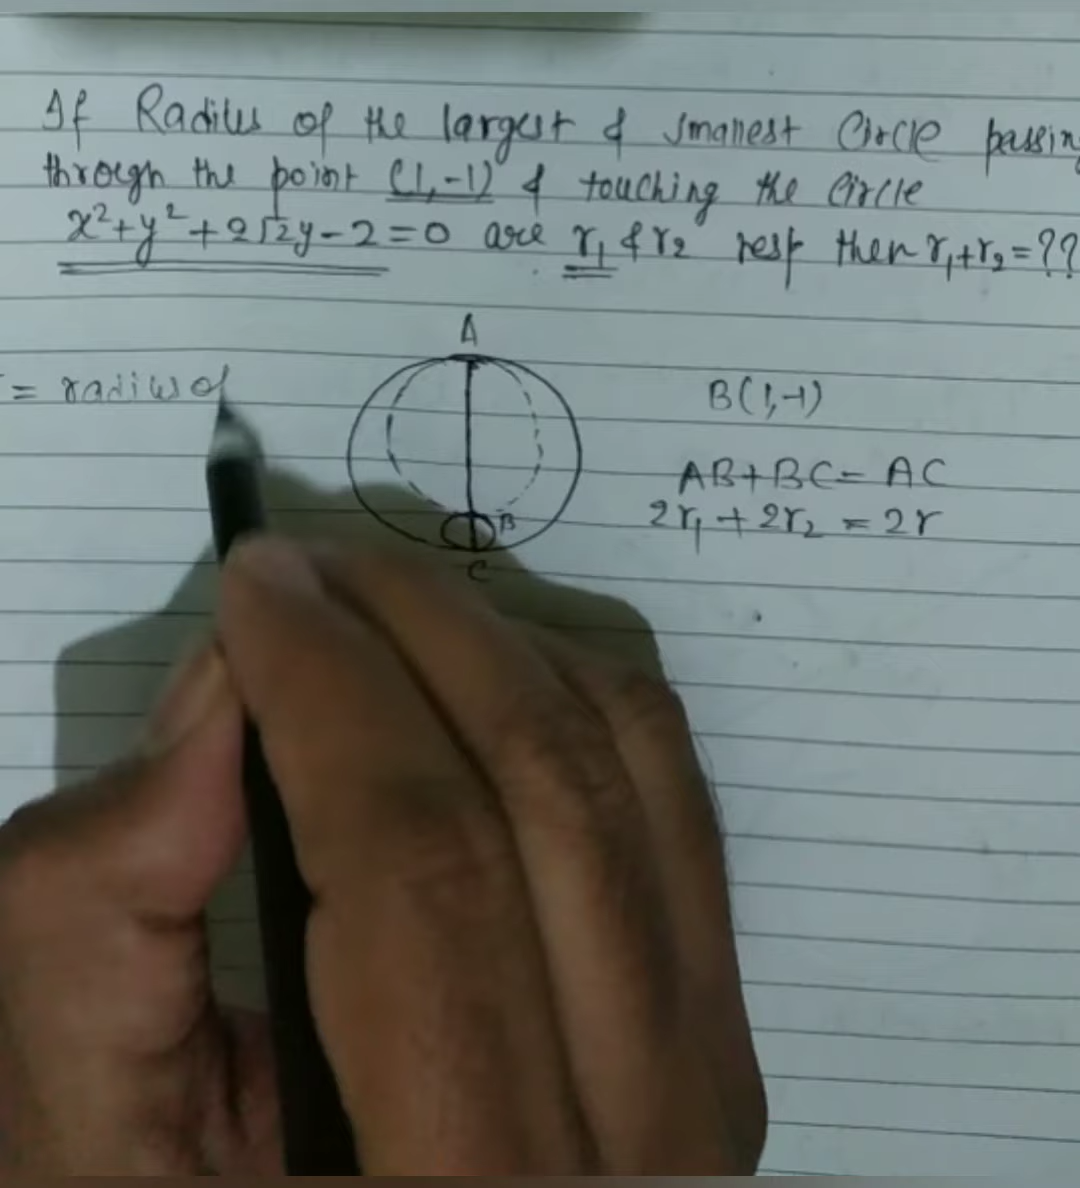 If Radius of the largest & smallest Circle passing
through the point (1,-1) & touching the Circle
x²+y²+2√2y-2=0 are r₁ & r₂ resp then r₁+r₂=??
A
= radius of
B(1,-1)
AB+BC=AC
B
2r₁+2r₂=2r
C